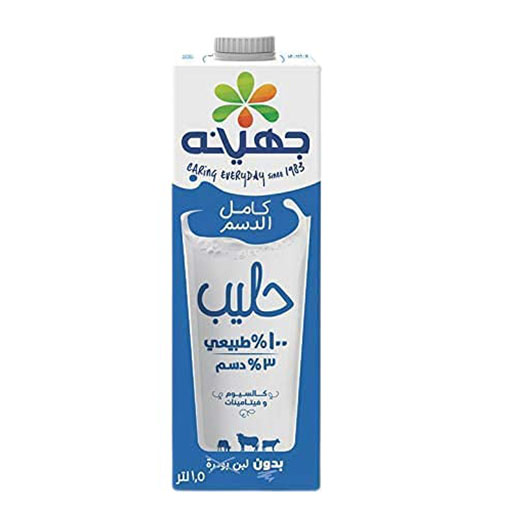 جهينة
CARING EVERYDAY since 1983
كامل
الدسم
حليب
١٠٠% طبيعي
٣% دسم
كالسيوم
و فيتامينات
بدون لبن بودرة
١,٥ لتر